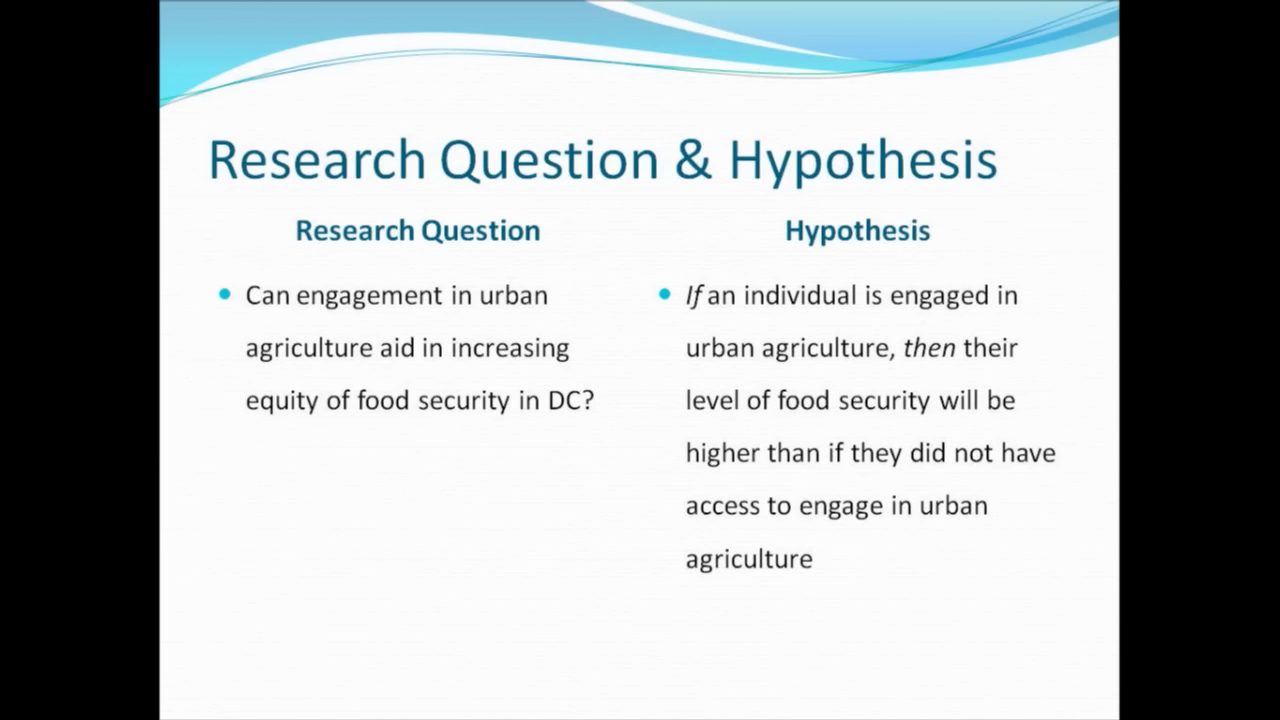 Research Question & Hypothesis
Research Question
• Can engagement in urban
agriculture aid in increasing
equity of food security in DC?
Hypothesis
• If an individual is engaged in
urban agriculture, then their
level of food security will be
higher than if they did not have
access to engage in urban
agriculture